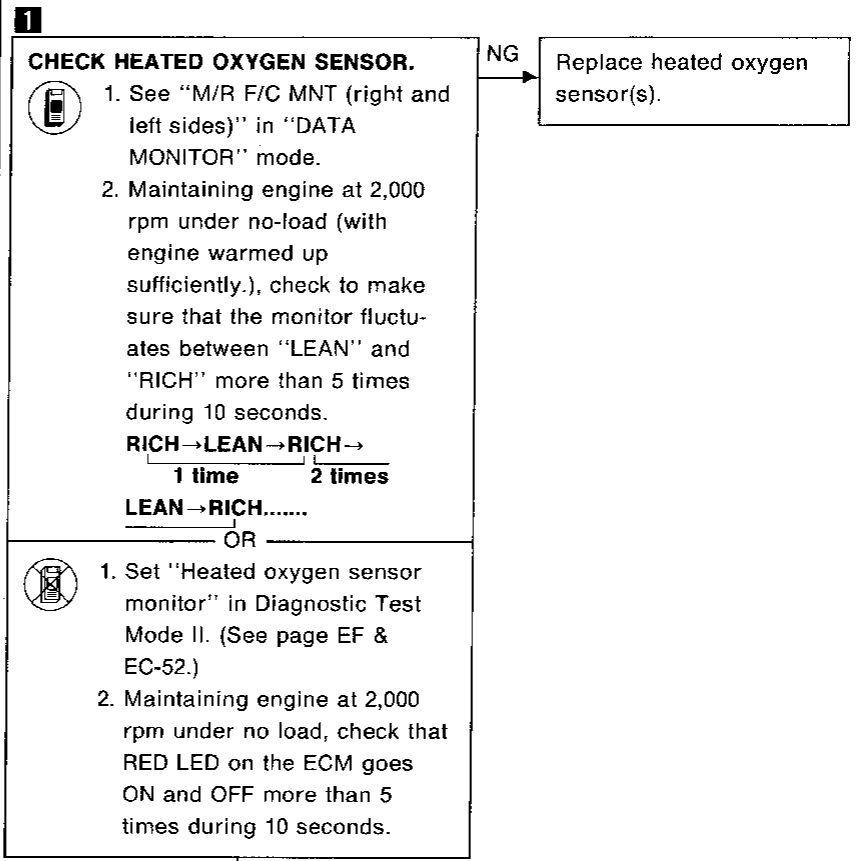 1
CHECK HEATED OXYGEN SENSOR.
1. See "M/R F/C MNT (right and
left sides)" in "DATA
MONITOR" mode.
2. Maintaining engine at 2,000
rpm under no-load (with
engine warmed up
sufficiently.), check to make
sure that the monitor fluctu-
ates between "LEAN" and
"RICH" more than 5 times
during 10 seconds.
RICH→LEAN→RICH→
1 time 2 times
LEAN→RICH.......
OR
1. Set "Heated oxygen sensor
monitor" in Diagnostic Test
Mode II. (See page EF &
EC-52.)
2. Maintaining engine at 2,000
rpm under no load, check that
RED LED on the ECM goes
ON and OFF more than 5
times during 10 seconds.
NG
Replace heated oxygen
sensor(s).